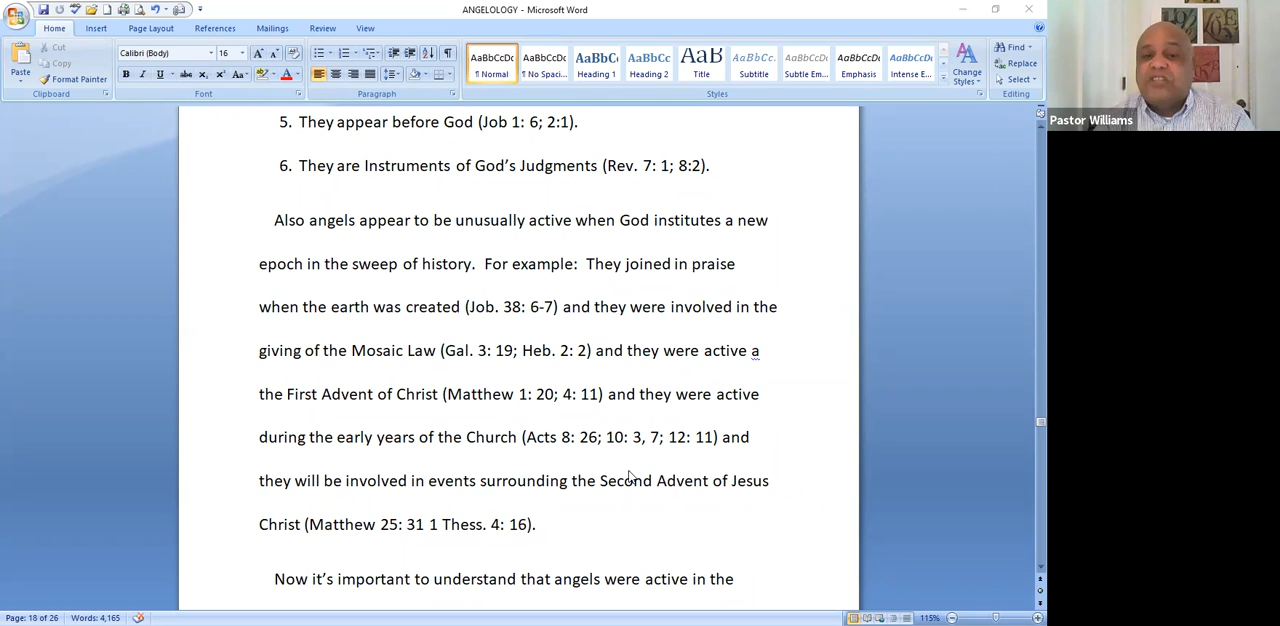 ANGELOLOGY - Microsoft Word
Home Insert Page Layout References Mailings Review View
Paste
Cut
Copy
Format Painter
Clipboard
Calibri (Body) 16
Font
Paragraph
AaBbCcDc AaBbCcDc AaBbC AaBbCc AaB AaBbCc. AaBbCcDc AaBbCcDc AaBbCcDc
¶ Normal ¶ No Spaci... Heading 1 Heading 2 Title Subtitle Subtle Em... Emphasis Intense E...
Change Styles
Styles
Find
Replace
Select
Editing
5. They appear before God (Job 1: 6; 2:1).
6. They are Instruments of God’s Judgments (Rev. 7: 1; 8:2).
Also angels appear to be unusually active when God institutes a new
epoch in the sweep of history. For example: They joined in praise
when the earth was created (Job. 38: 6-7) and they were involved in the
giving of the Mosaic Law (Gal. 3: 19; Heb. 2: 2) and they were active a
the First Advent of Christ (Matthew 1: 20; 4: 11) and they were active
during the early years of the Church (Acts 8: 26; 10: 3, 7; 12: 11) and
they will be involved in events surrounding the Second Advent of Jesus
Christ (Matthew 25: 31 1 Thess. 4: 16).
Now it’s important to understand that angels were active in the
Page: 18 of 26 Words: 4,165 115%
Pastor Williams